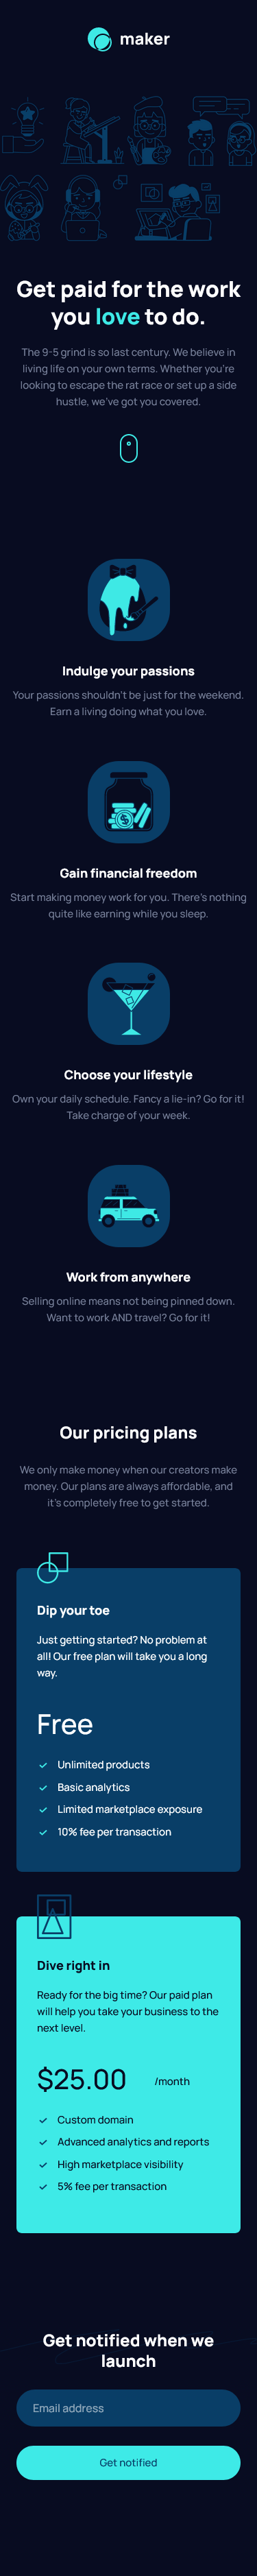 maker
Get paid for the work
you love to do.
The 9-5 grind is so last century. We believe in
living life on your own terms. Whether you're
looking to escape the rat race or set up a side
hustle, we've got you covered.
Indulge your passions
Your passions shouldn't be just for the weekend.
Earn a living doing what you love.
Gain financial freedom
Start making money work for you. There's nothing
quite like earning while you sleep.
Choose your lifestyle
Own your daily schedule. Fancy a lie-in? Go for it!
Take charge of your week.
Work from anywhere
Selling online means not being pinned down.
Want to work AND travel? Go for it!
Our pricing plans
We only make money when our creators make
money. Our plans are always affordable, and
it's completely free to get started.
Dip your toe
Just getting started? No problem at
all! Our free plan will take you a long
way.
Free
Unlimited products
Basic analytics
Limited marketplace exposure
10% fee per transaction
Dive right in
Ready for the big time? Our paid plan
will help you take your business to the
next level.
$25.00 /month
Custom domain
Advanced analytics and reports
High marketplace visibility
5% fee per transaction
Get notified when we
launch
Email address
Get notified